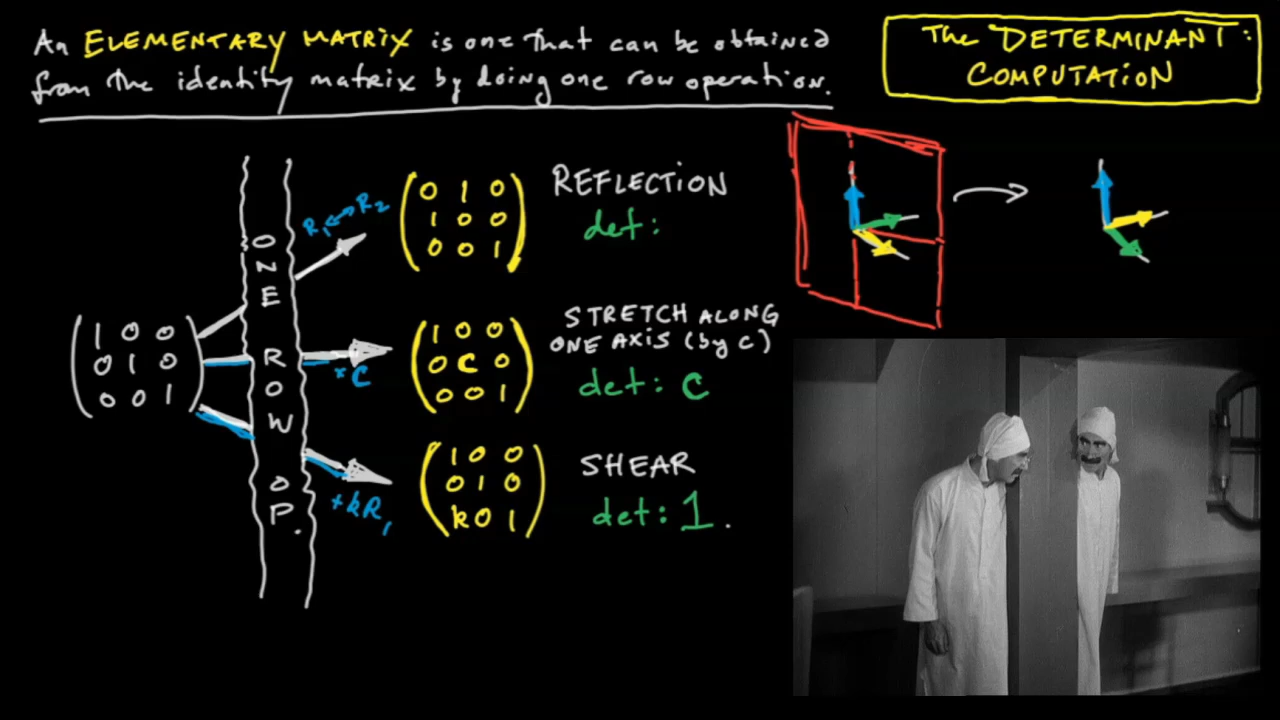 An ELEMENTARY MATRIX is one that can be obtained
from the identity matrix by doing one row operation.
The DETERMINANT:
COMPUTATION
R1 ↔ R2
0 1 0
1 0 0
0 0 1
REFLECTION
det:
1 0 0
0 1 0
0 0 1
ONE ROW OP.
× C
1 0 0
0 C 0
0 0 1
STRETCH ALONG
ONE AXIS (by c)
det: C
+kR1
1 0 0
0 1 0
k 0 1
SHEAR
det: 1.